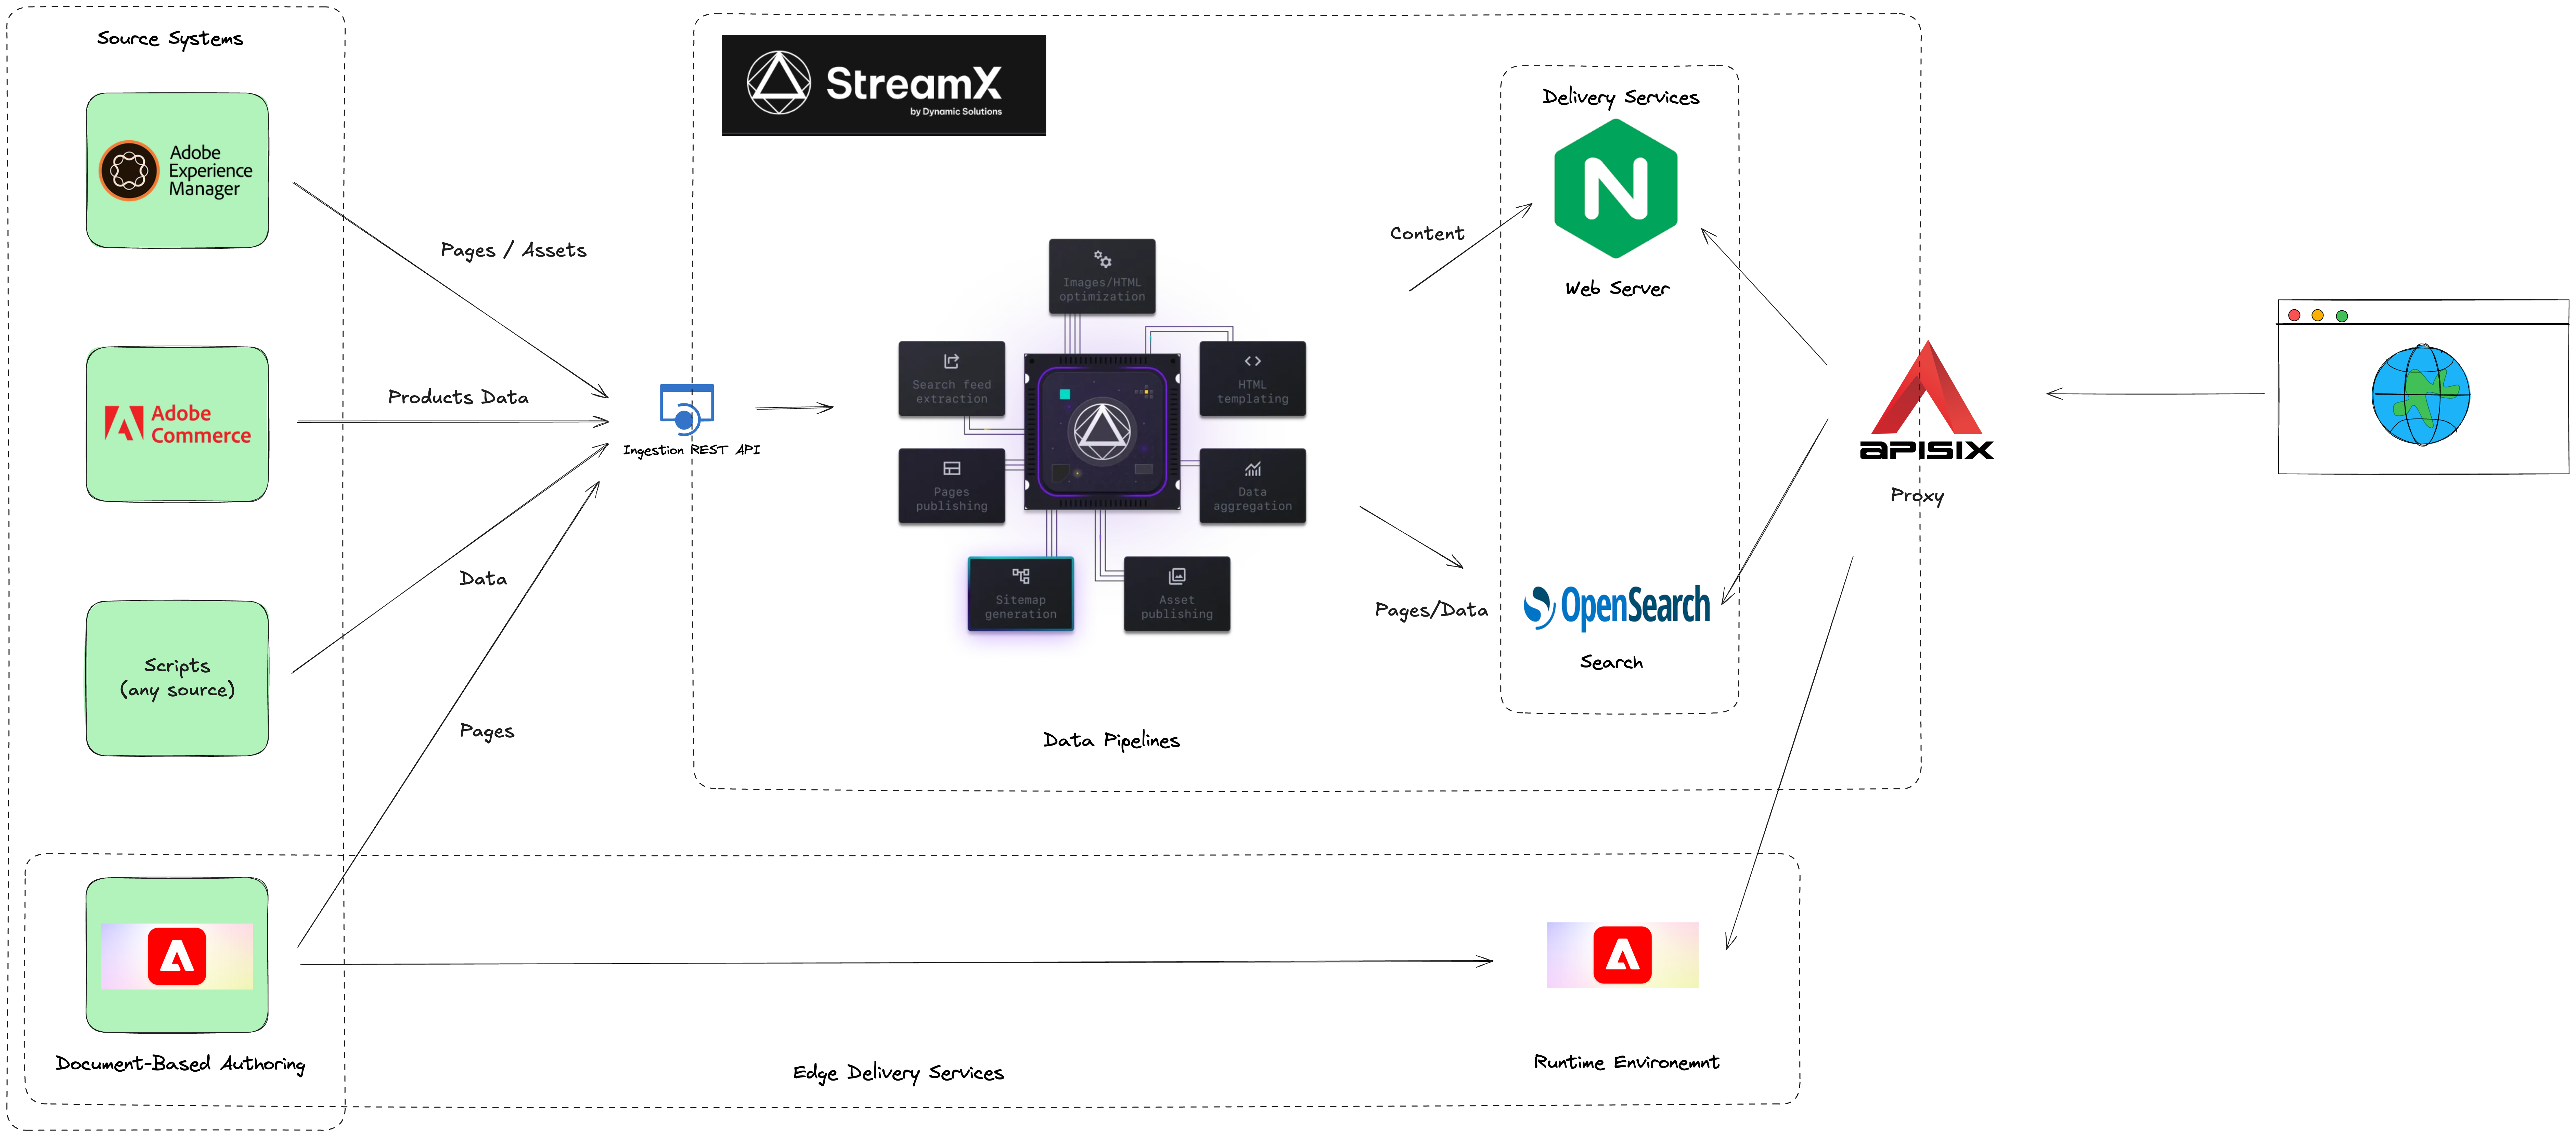 Source Systems
Adobe
Experience
Manager
Adobe
Commerce
Scripts
(any source)
Document-Based Authoring
Pages / Assets
Products Data
Data
Pages
Ingestion REST API
StreamX
by Dynamic Solutions
Images/HTML
optimization
Search feed
extraction
HTML
templating
Pages
publishing
Data
aggregation
Sitemap
generation
Asset
publishing
Data Pipelines
Content
Pages/Data
Delivery Services
N
Web Server
OpenSearch
Search
APISIX
Proxy
Edge Delivery Services
Runtime Environemnt